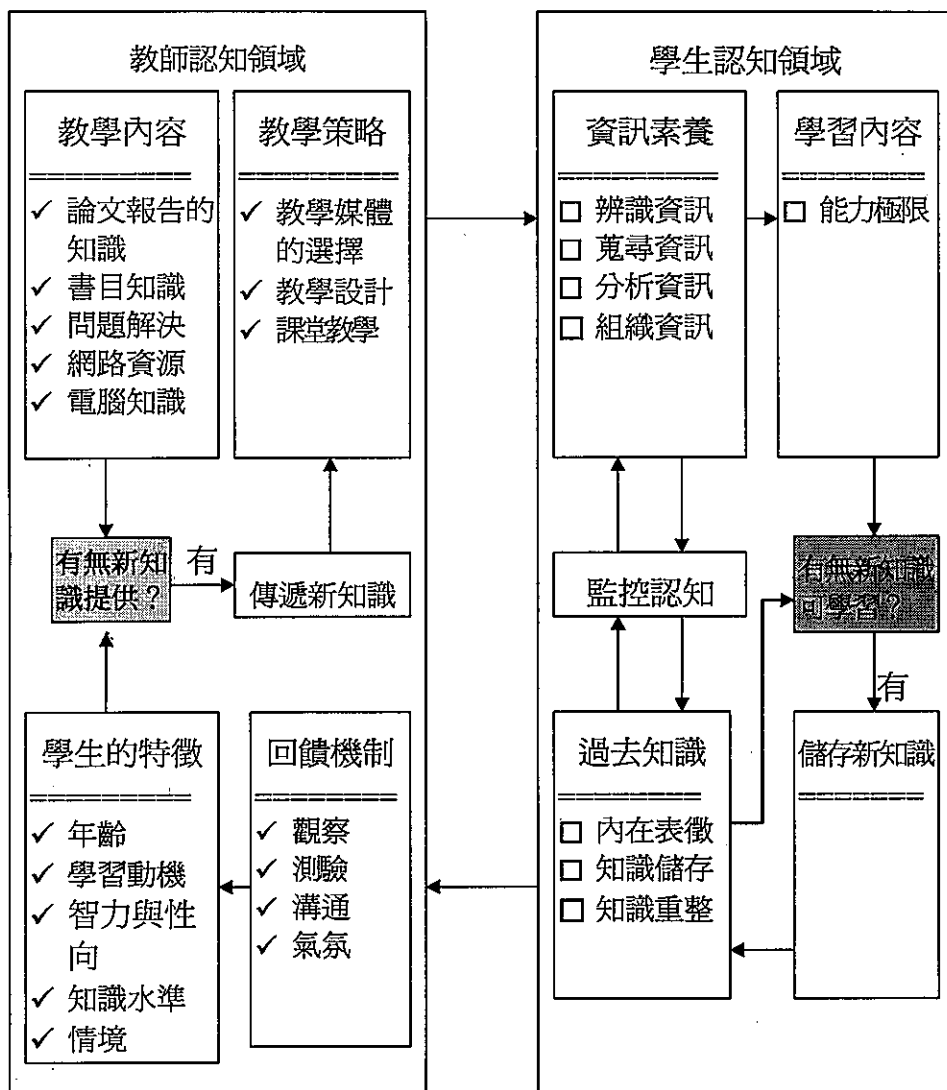 教師認知領域
教學內容
論文報告的
知識
書目知識
問題解決
網路資源
電腦知識
教學策略
教學媒體
的選擇
教學設計
課堂教學
有無新知
識提供？
有
傳遞新知識
學生的特徵
年齡
學習動機
智力與性
向
知識水準
情境
回饋機制
觀察
測驗
溝通
氣氛
學生認知領域
資訊素養
辨識資訊
蒐尋資訊
分析資訊
組織資訊
學習內容
能力極限
監控認知
有無新知識
可學習？
有
過去知識
內在表徵
知識儲存
知識重整
儲存新知識